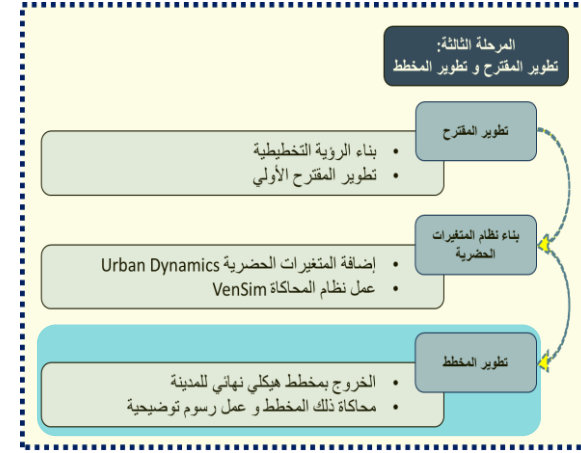 المرحلة الثالثة:
تطوير المقترح و تطوير المخطط
تطوير المقترح
• بناء الرؤية التخطيطية
• تطوير المقترح الأولي
بناء نظام المتغيرات
الحضرية
• إضافة المتغيرات الحضرية Urban Dynamics
• عمل نظام المحاكاة VenSim
تطوير المخطط
• الخروج بمخطط هيكلي نهائي للمدينة
• محاكاة ذلك المخطط و عمل رسوم توضيحية